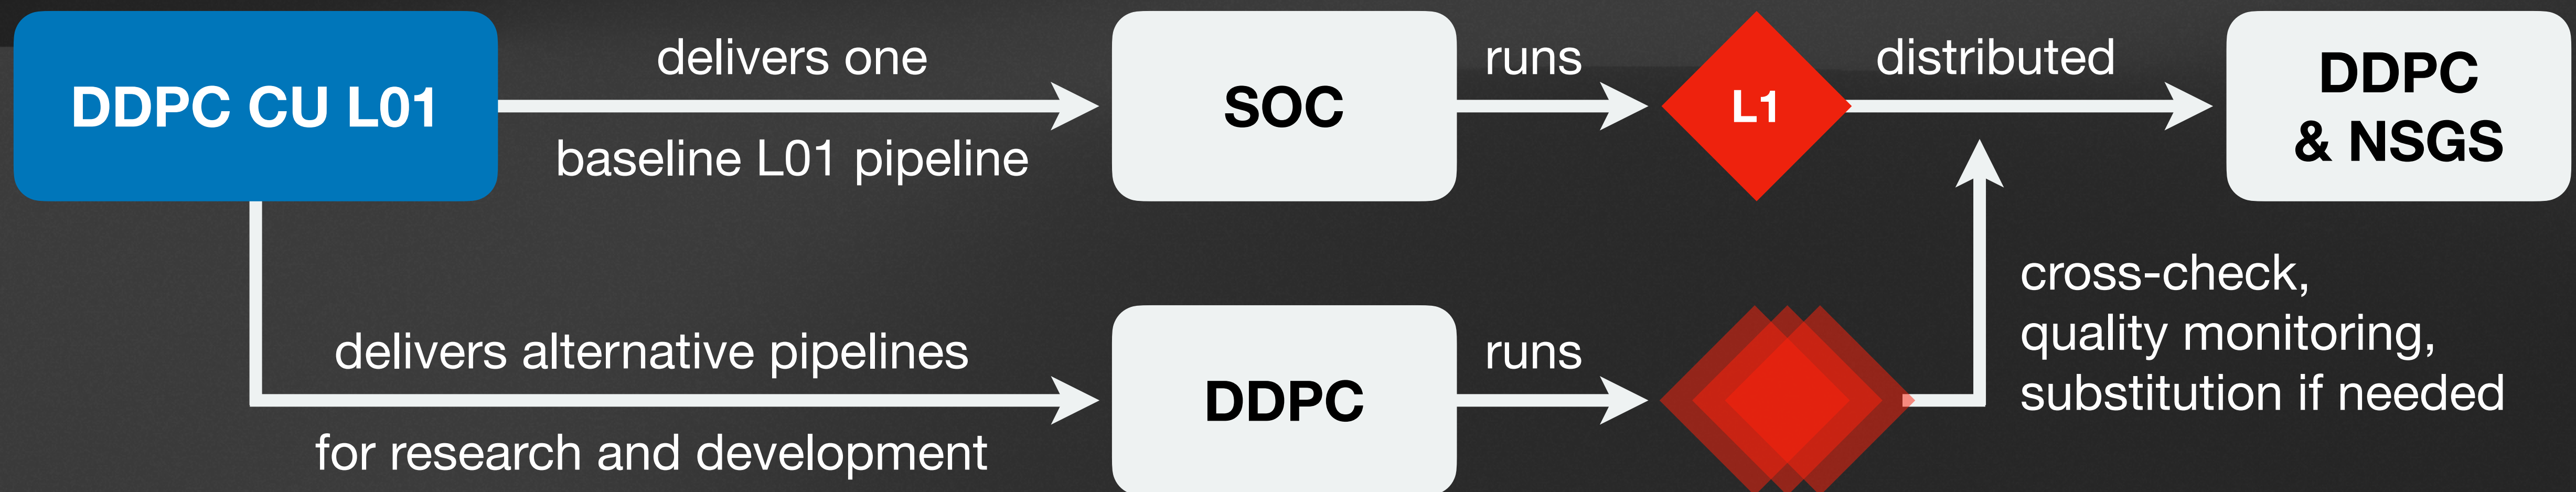 DDPC CU L01
delivers one
baseline L01 pipeline
SOC
runs
L1
distributed
DDPC
& NSGS
delivers alternative pipelines
for research and development
DDPC
runs
cross-check,
quality monitoring,
substitution if needed